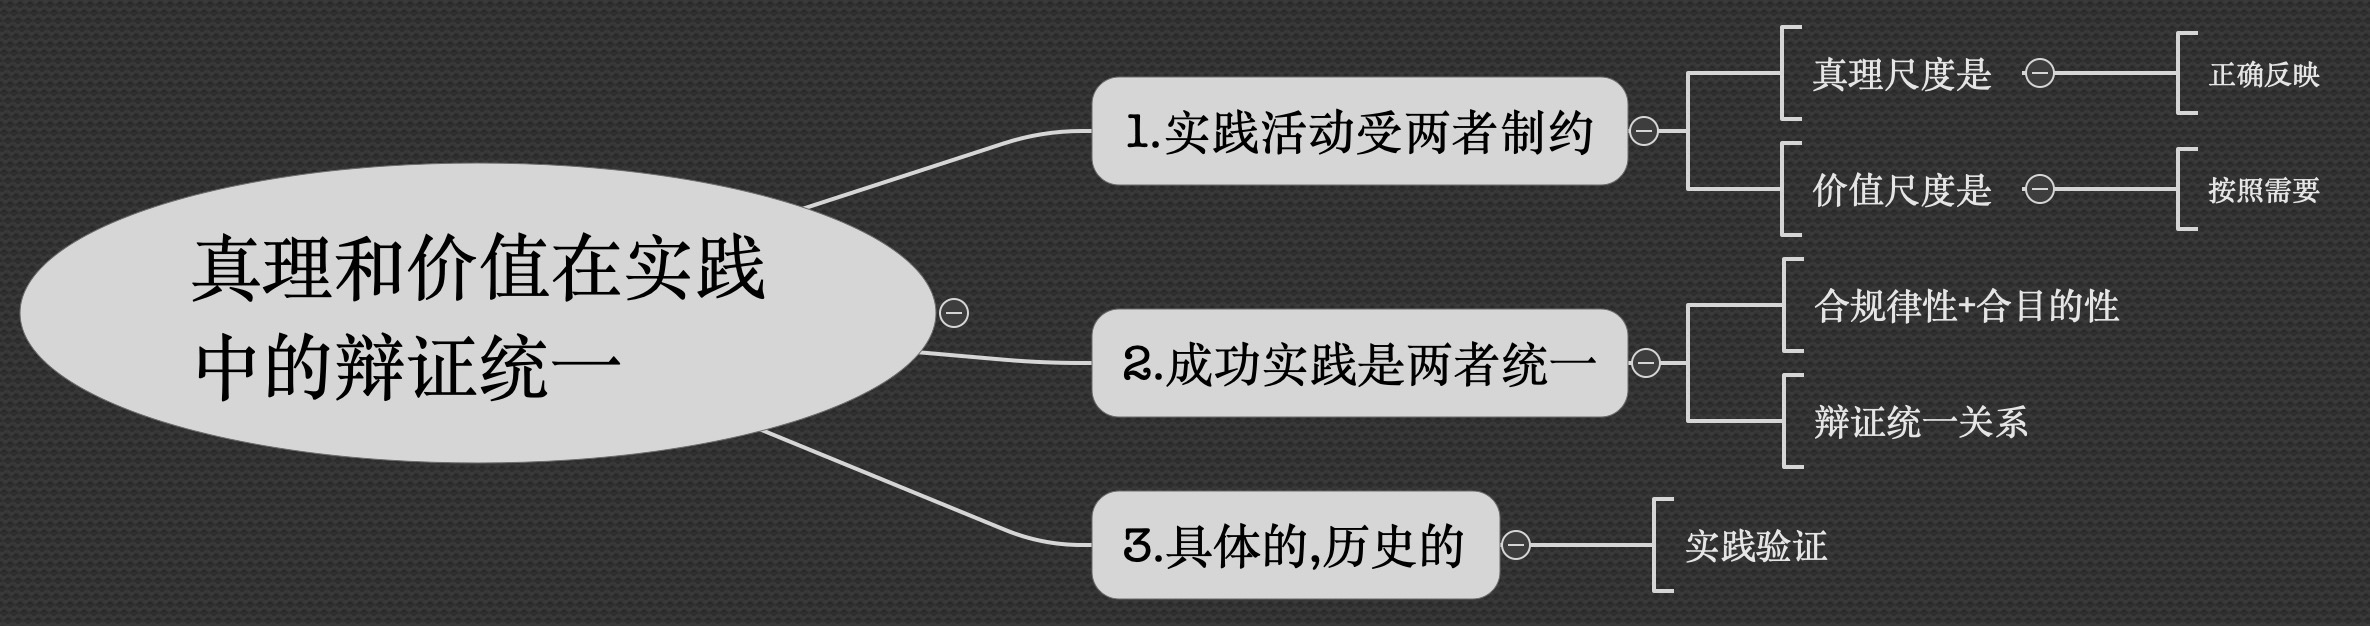 真理和价值在实践
中的辩证统一
1.实践活动受两者制约
真理尺度是
正确反映
价值尺度是
按照需要
2.成功实践是两者统一
合规律性+合目的性
辩证统一关系
3.具体的,历史的
实践验证